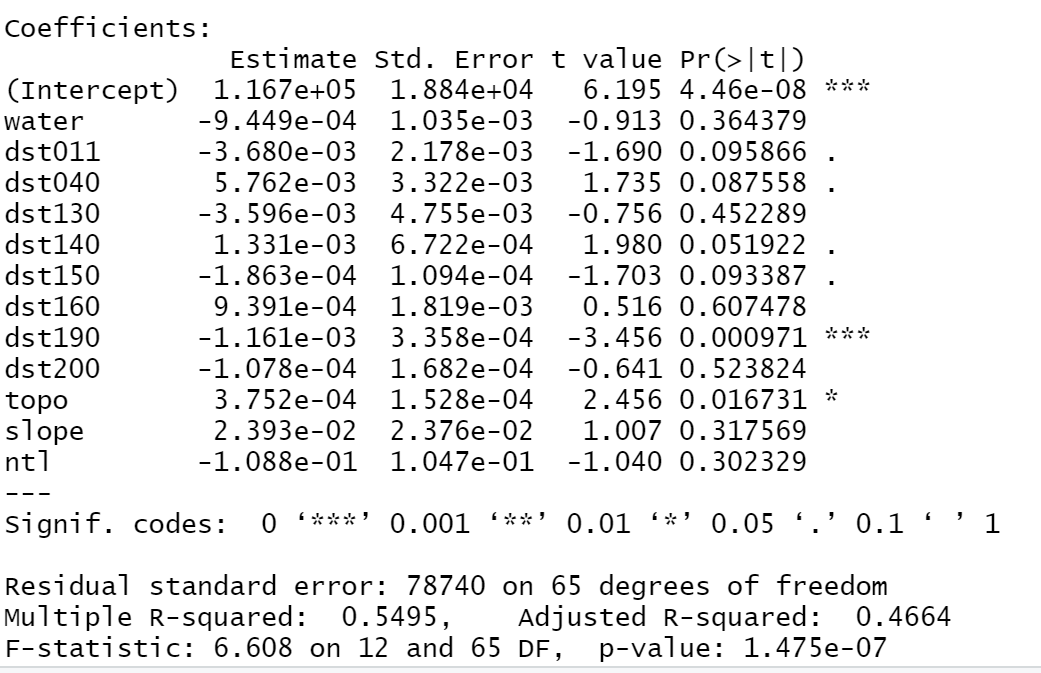 Coefficients:
Estimate Std. Error t value Pr(>|t|)
(Intercept) 1.167e+05 1.884e+04 6.195 4.46e-08 ***
water -9.449e-04 1.035e-03 -0.913 0.364379
dst011 -3.680e-03 2.178e-03 -1.690 0.095866 .
dst040 5.762e-03 3.322e-03 1.735 0.087558 .
dst130 -3.596e-03 4.755e-03 -0.756 0.452289
dst140 1.331e-03 6.722e-04 1.980 0.051922 .
dst150 -1.863e-04 1.094e-04 -1.703 0.093387 .
dst160 9.391e-04 1.819e-03 0.516 0.607478
dst190 -1.161e-03 3.358e-04 -3.456 0.000971 ***
dst200 -1.078e-04 1.682e-04 -0.641 0.523824
topo 3.752e-04 1.528e-04 2.456 0.016731 *
slope 2.393e-02 2.376e-02 1.007 0.317569
ntl -1.088e-01 1.047e-01 -1.040 0.302329
---
Signif. codes: 0 ‘***’ 0.001 ‘**’ 0.01 ‘*’ 0.05 ‘.’ 0.1 ‘ ’ 1
Residual standard error: 78740 on 65 degrees of freedom
Multiple R-squared: 0.5495, Adjusted R-squared: 0.4664
F-statistic: 6.608 on 12 and 65 DF, p-value: 1.475e-07